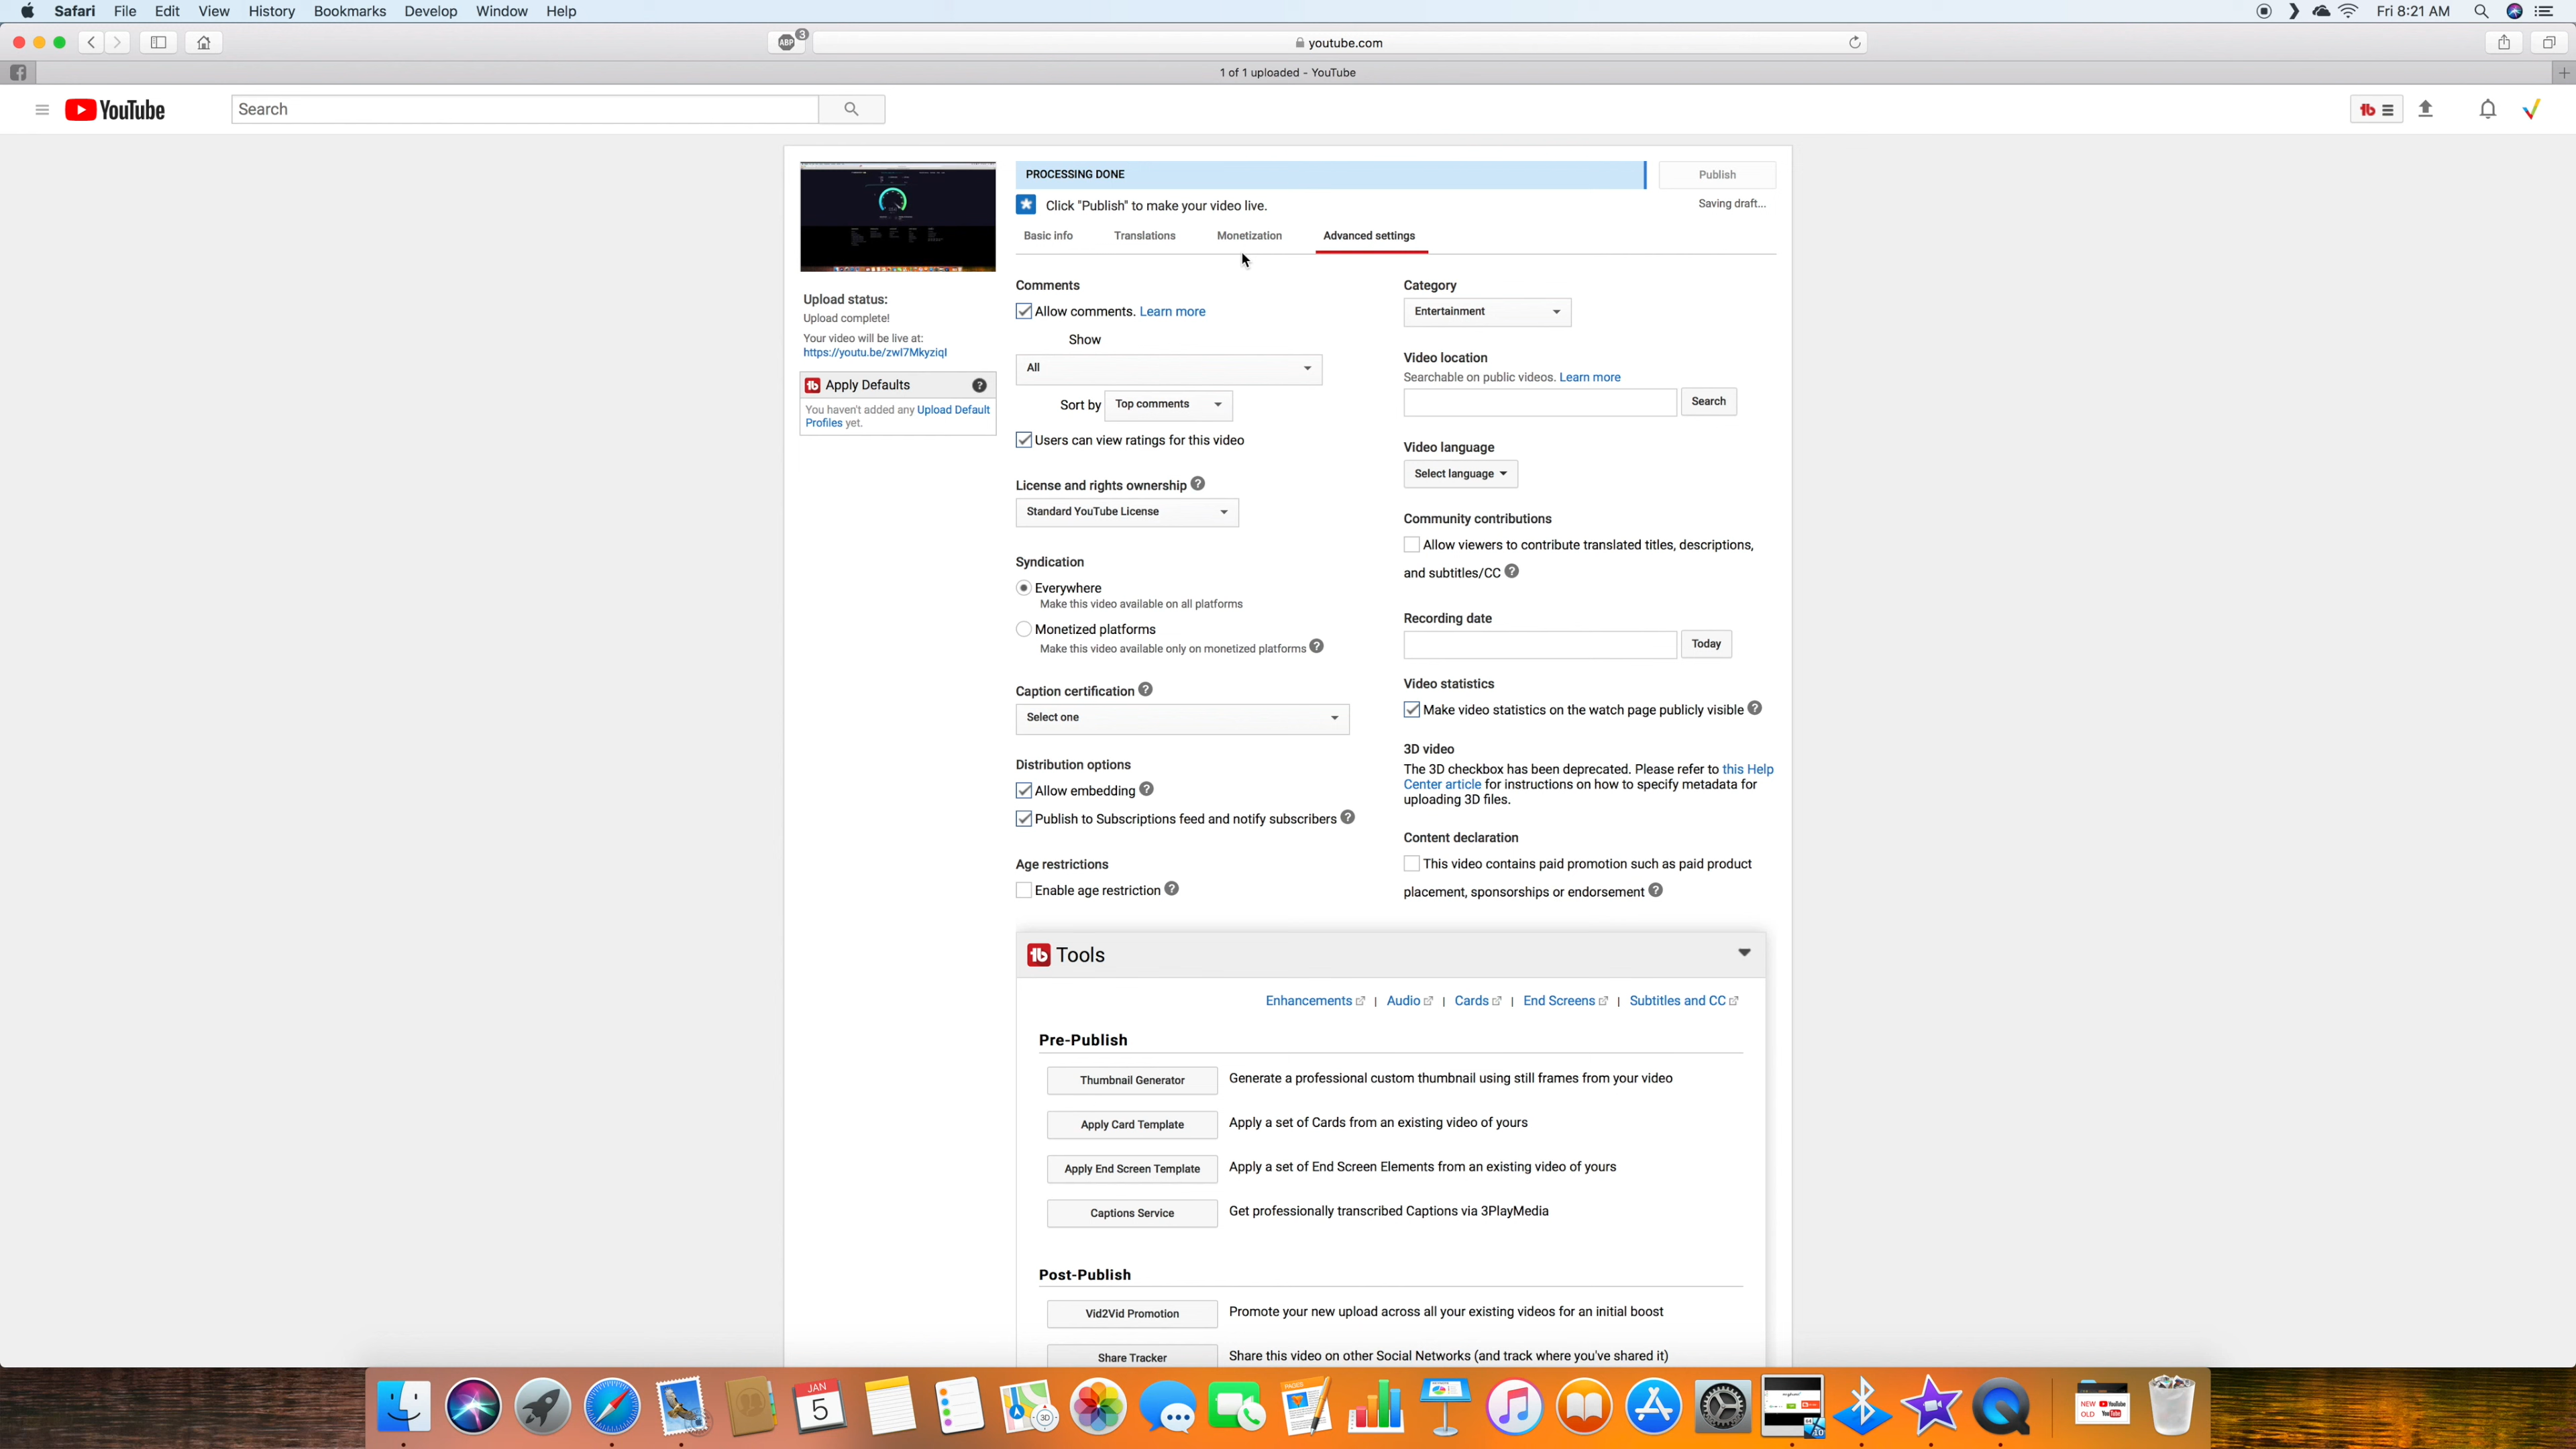 Safari File Edit View History Bookmarks Develop Window Help
Fri 8:21 AM
ABP 3
youtube.com
1 of 1 uploaded - YouTube
YouTube
Search
tb
PROCESSING DONE
Publish
Click "Publish" to make your video live.
Saving draft...
Basic info Translations Monetization Advanced settings
Upload status:
Upload complete!
Your video will be live at:
https://youtu.be/zwI7MkyziqI
tb Apply Defaults ?
You haven't added any Upload Default
Profiles yet.
Comments
Allow comments. Learn more
Show
All
Sort by Top comments
Users can view ratings for this video
License and rights ownership ?
Standard YouTube License
Syndication
Everywhere
Make this video available on all platforms
Monetized platforms
Make this video available only on monetized platforms ?
Caption certification ?
Select one
Distribution options
Allow embedding ?
Publish to Subscriptions feed and notify subscribers ?
Age restrictions
Enable age restriction ?
Category
Entertainment
Video location
Searchable on public videos. Learn more
Search
Video language
Select language
Community contributions
Allow viewers to contribute translated titles, descriptions,
and subtitles/CC ?
Recording date
Today
Video statistics
Make video statistics on the watch page publicly visible ?
3D video
The 3D checkbox has been deprecated. Please refer to this Help
Center article for instructions on how to specify metadata for
uploading 3D files.
Content declaration
This video contains paid promotion such as paid product
placement, sponsorships or endorsement ?
tb Tools
Enhancements | Audio | Cards | End Screens | Subtitles and CC
Pre-Publish
Thumbnail Generator Generate a professional custom thumbnail using still frames from your video
Apply Card Template Apply a set of Cards from an existing video of yours
Apply End Screen Template Apply a set of End Screen Elements from an existing video of yours
Captions Service Get professionally transcribed Captions via 3PlayMedia
Post-Publish
Vid2Vid Promotion Promote your new upload across all your existing videos for an initial boost
Share Tracker Share this video on other Social Networks (and track where you've shared it)
JAN
5
3D
PAGES
NEW YouTube
OLD YouTube